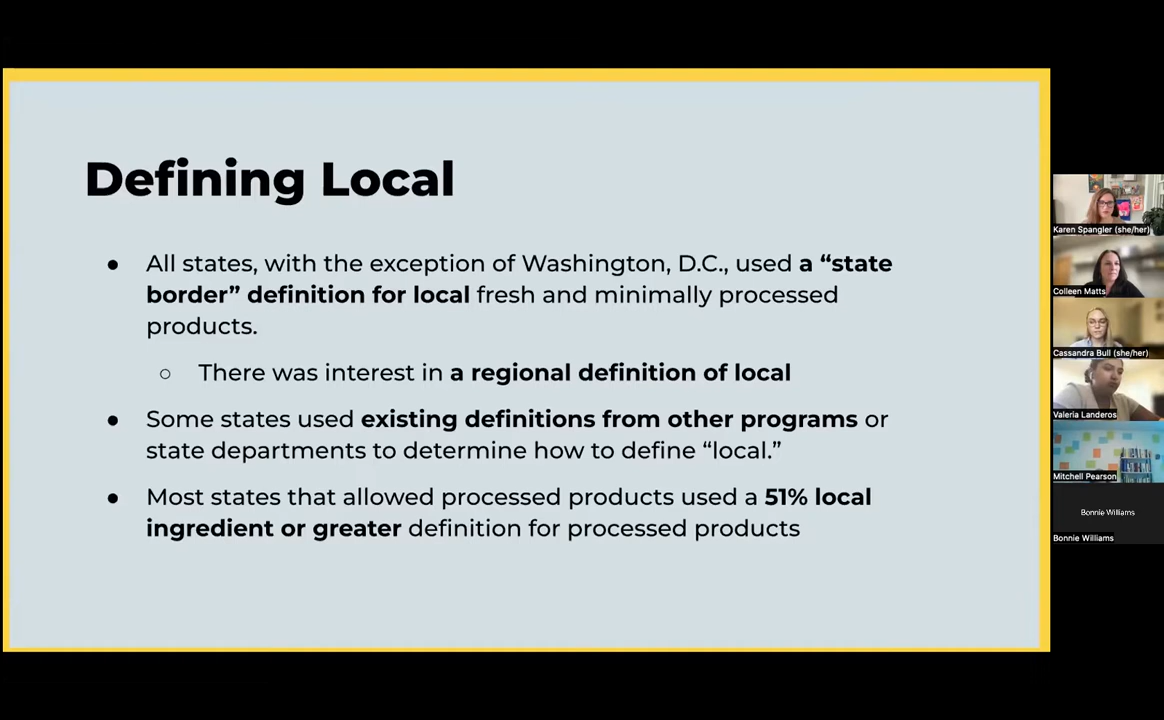 Defining Local
● All states, with the exception of Washington, D.C., used a “state
border” definition for local fresh and minimally processed
products.
○ There was interest in a regional definition of local
● Some states used existing definitions from other programs or
state departments to determine how to define “local.”
● Most states that allowed processed products used a 51% local
ingredient or greater definition for processed products
Karen Spangler (she/her)
Colleen Matts
Cassandra Bull (she/her)
Valeria Landeros
Mitchell Pearson
Bonnie Williams
Bonnie Williams